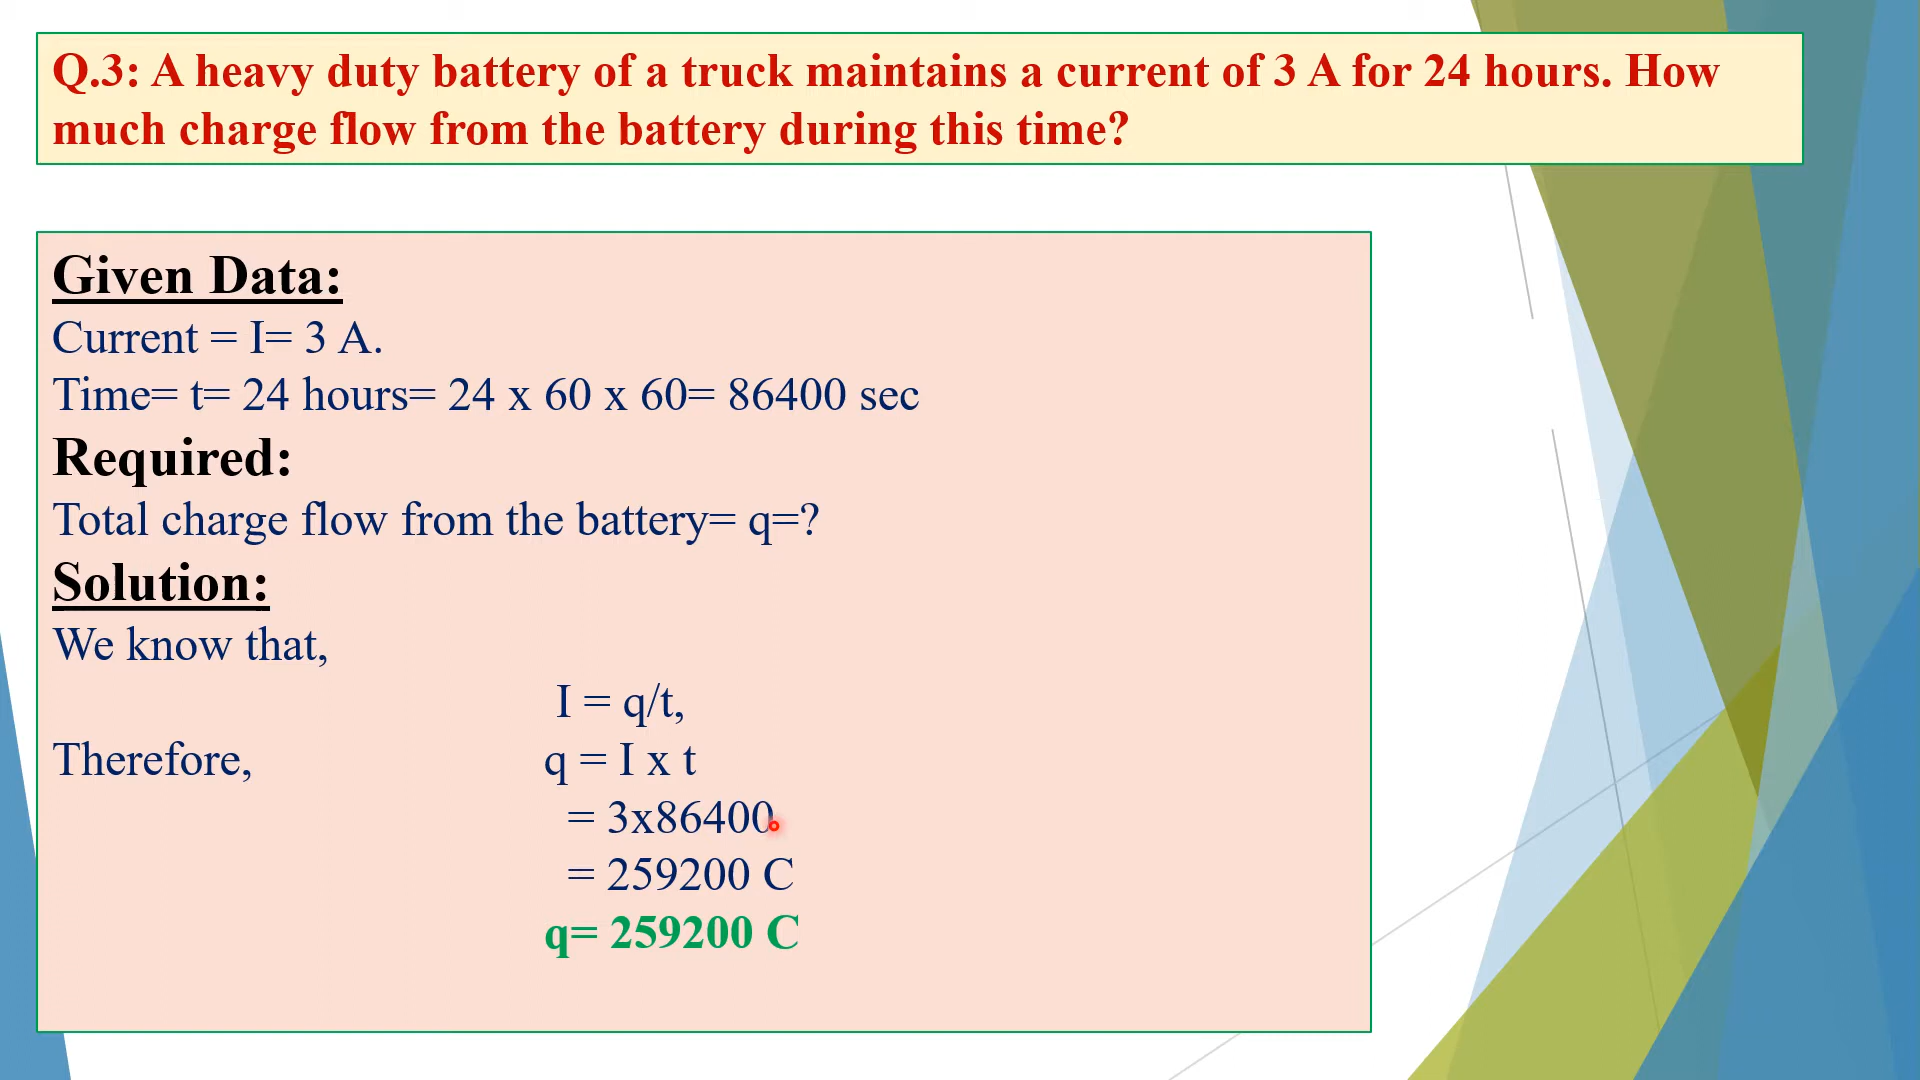 Q.3: A heavy duty battery of a truck maintains a current of 3 A for 24 hours. How
much charge flow from the battery during this time?
Given Data:
Current = I= 3 A.
Time= t= 24 hours= 24 x 60 x 60= 86400 sec
Required:
Total charge flow from the battery= q=?
Solution:
We know that,
I = q/t,
Therefore, q = I x t
= 3x86400
= 259200 C
q= 259200 C